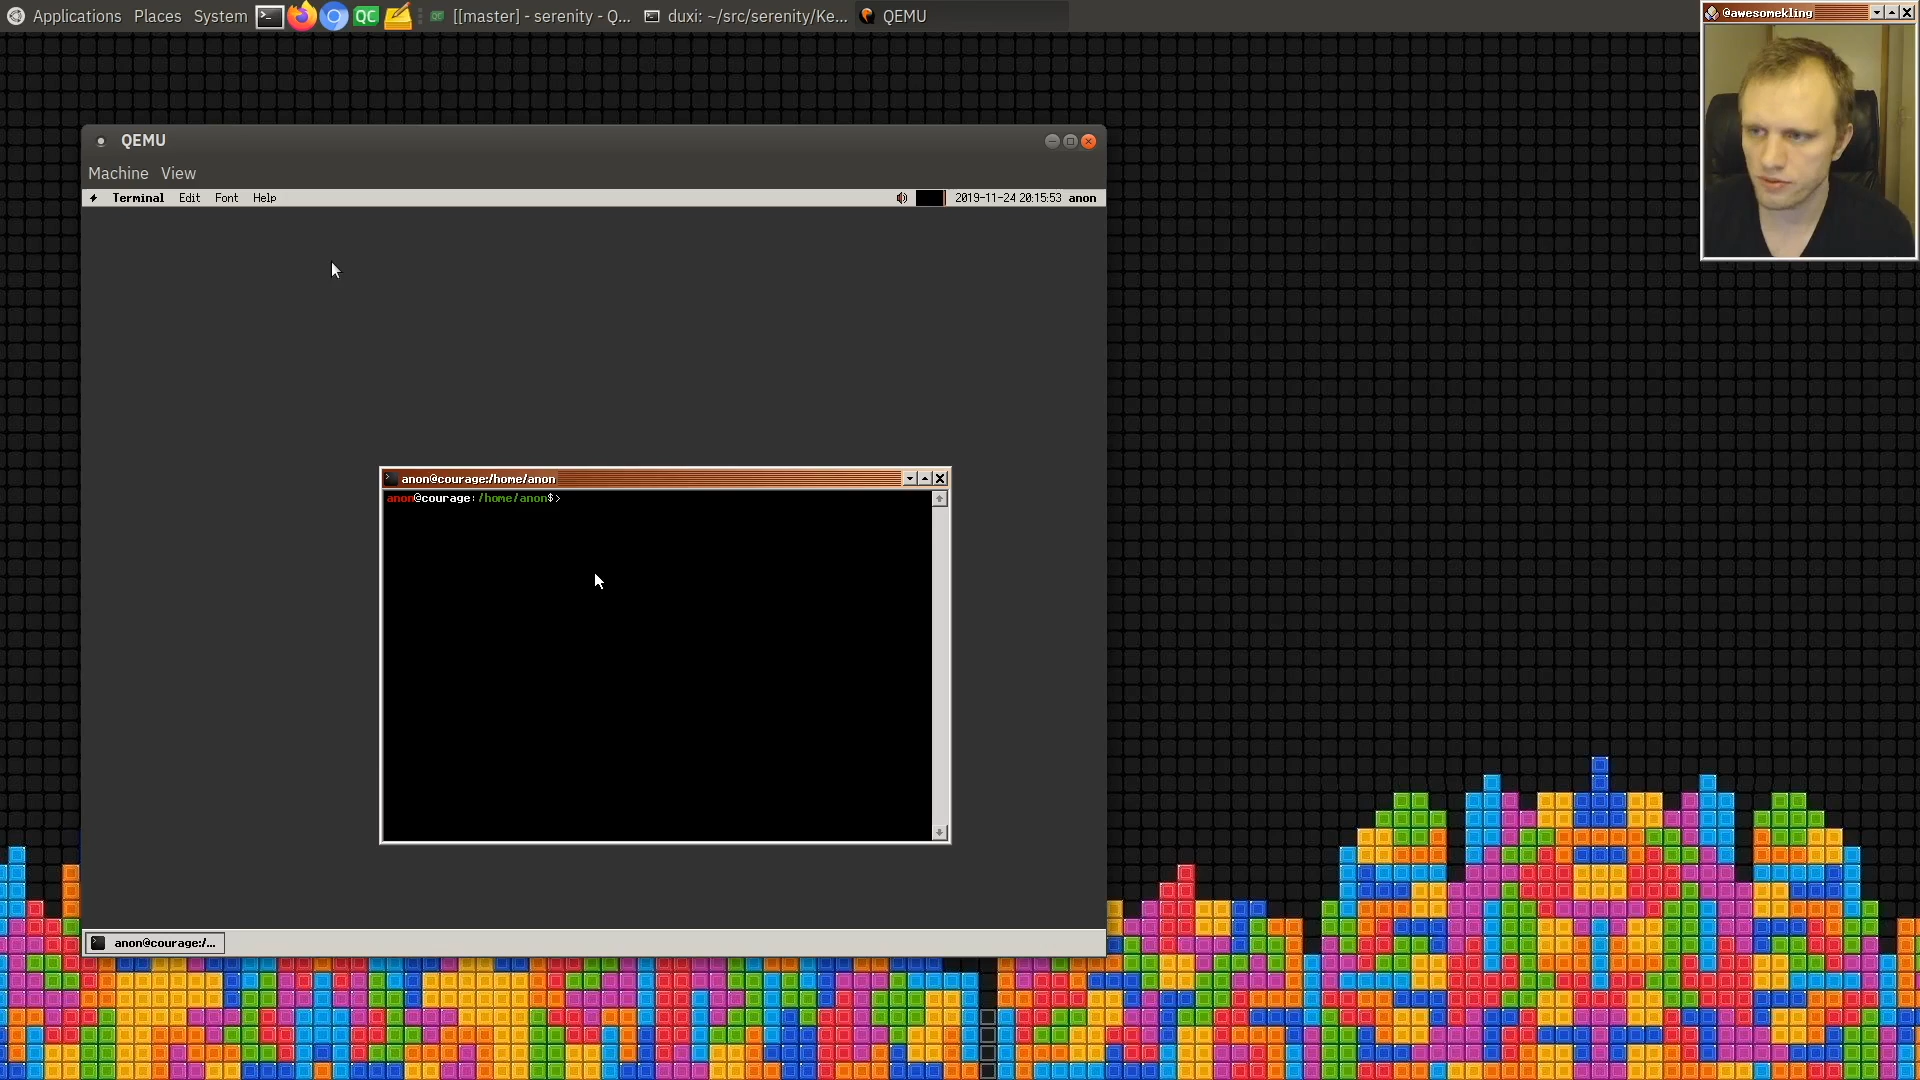 Applications Places System QC [[master] - serenity - Q... duxi: ~/src/serenity/Ke... QEMU
@awesomekling
QEMU
Machine View
Terminal Edit Font Help 2019-11-24 20:15:53 anon
anon@courage:/home/anon
anon@courage:/home/anon$>
anon@courage:/...